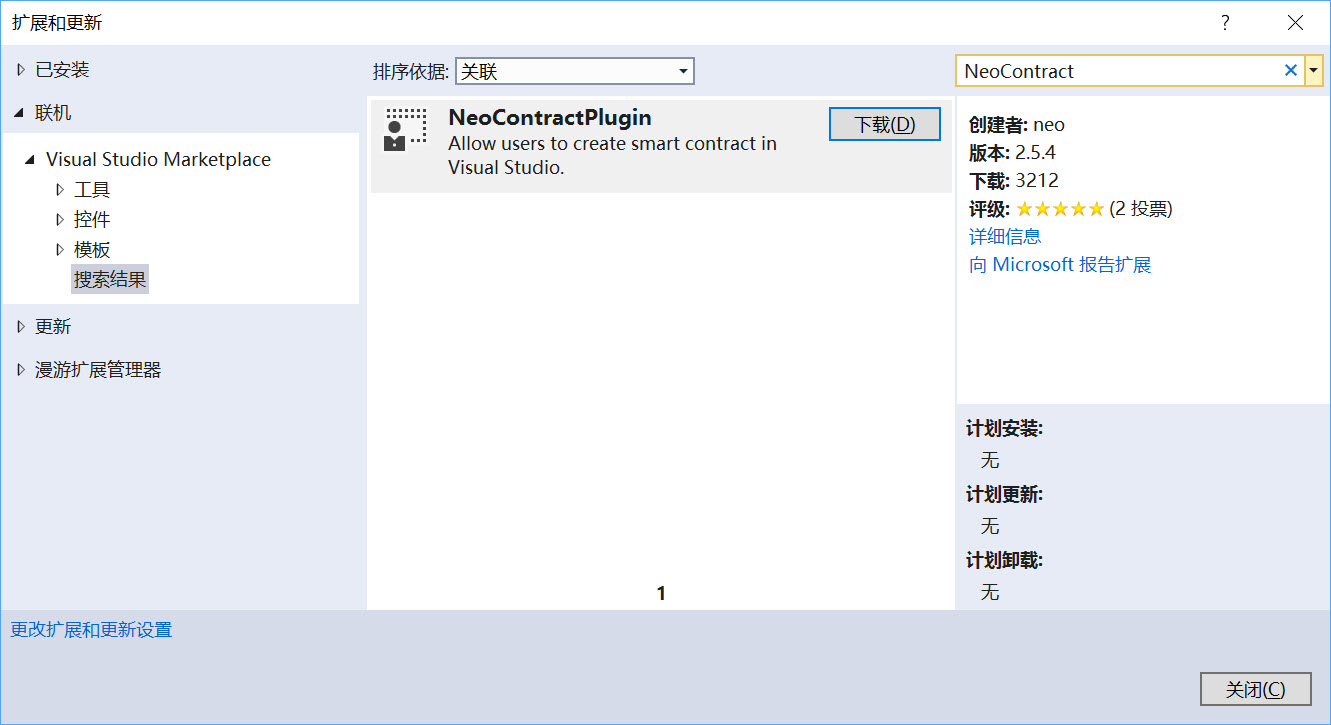 扩展和更新
?
已安装
联机
Visual Studio Marketplace
工具
控件
模板
搜索结果
更新
漫游扩展管理器
排序依据: 关联
NeoContractPlugin
下载(D)
Allow users to create smart contract in
Visual Studio.
1
NeoContract
创建者: neo
版本: 2.5.4
下载: 3212
评级: (2 投票)
详细信息
向 Microsoft 报告扩展
计划安装:
无
计划更新:
无
计划卸载:
无
更改扩展和更新设置
关闭(C)